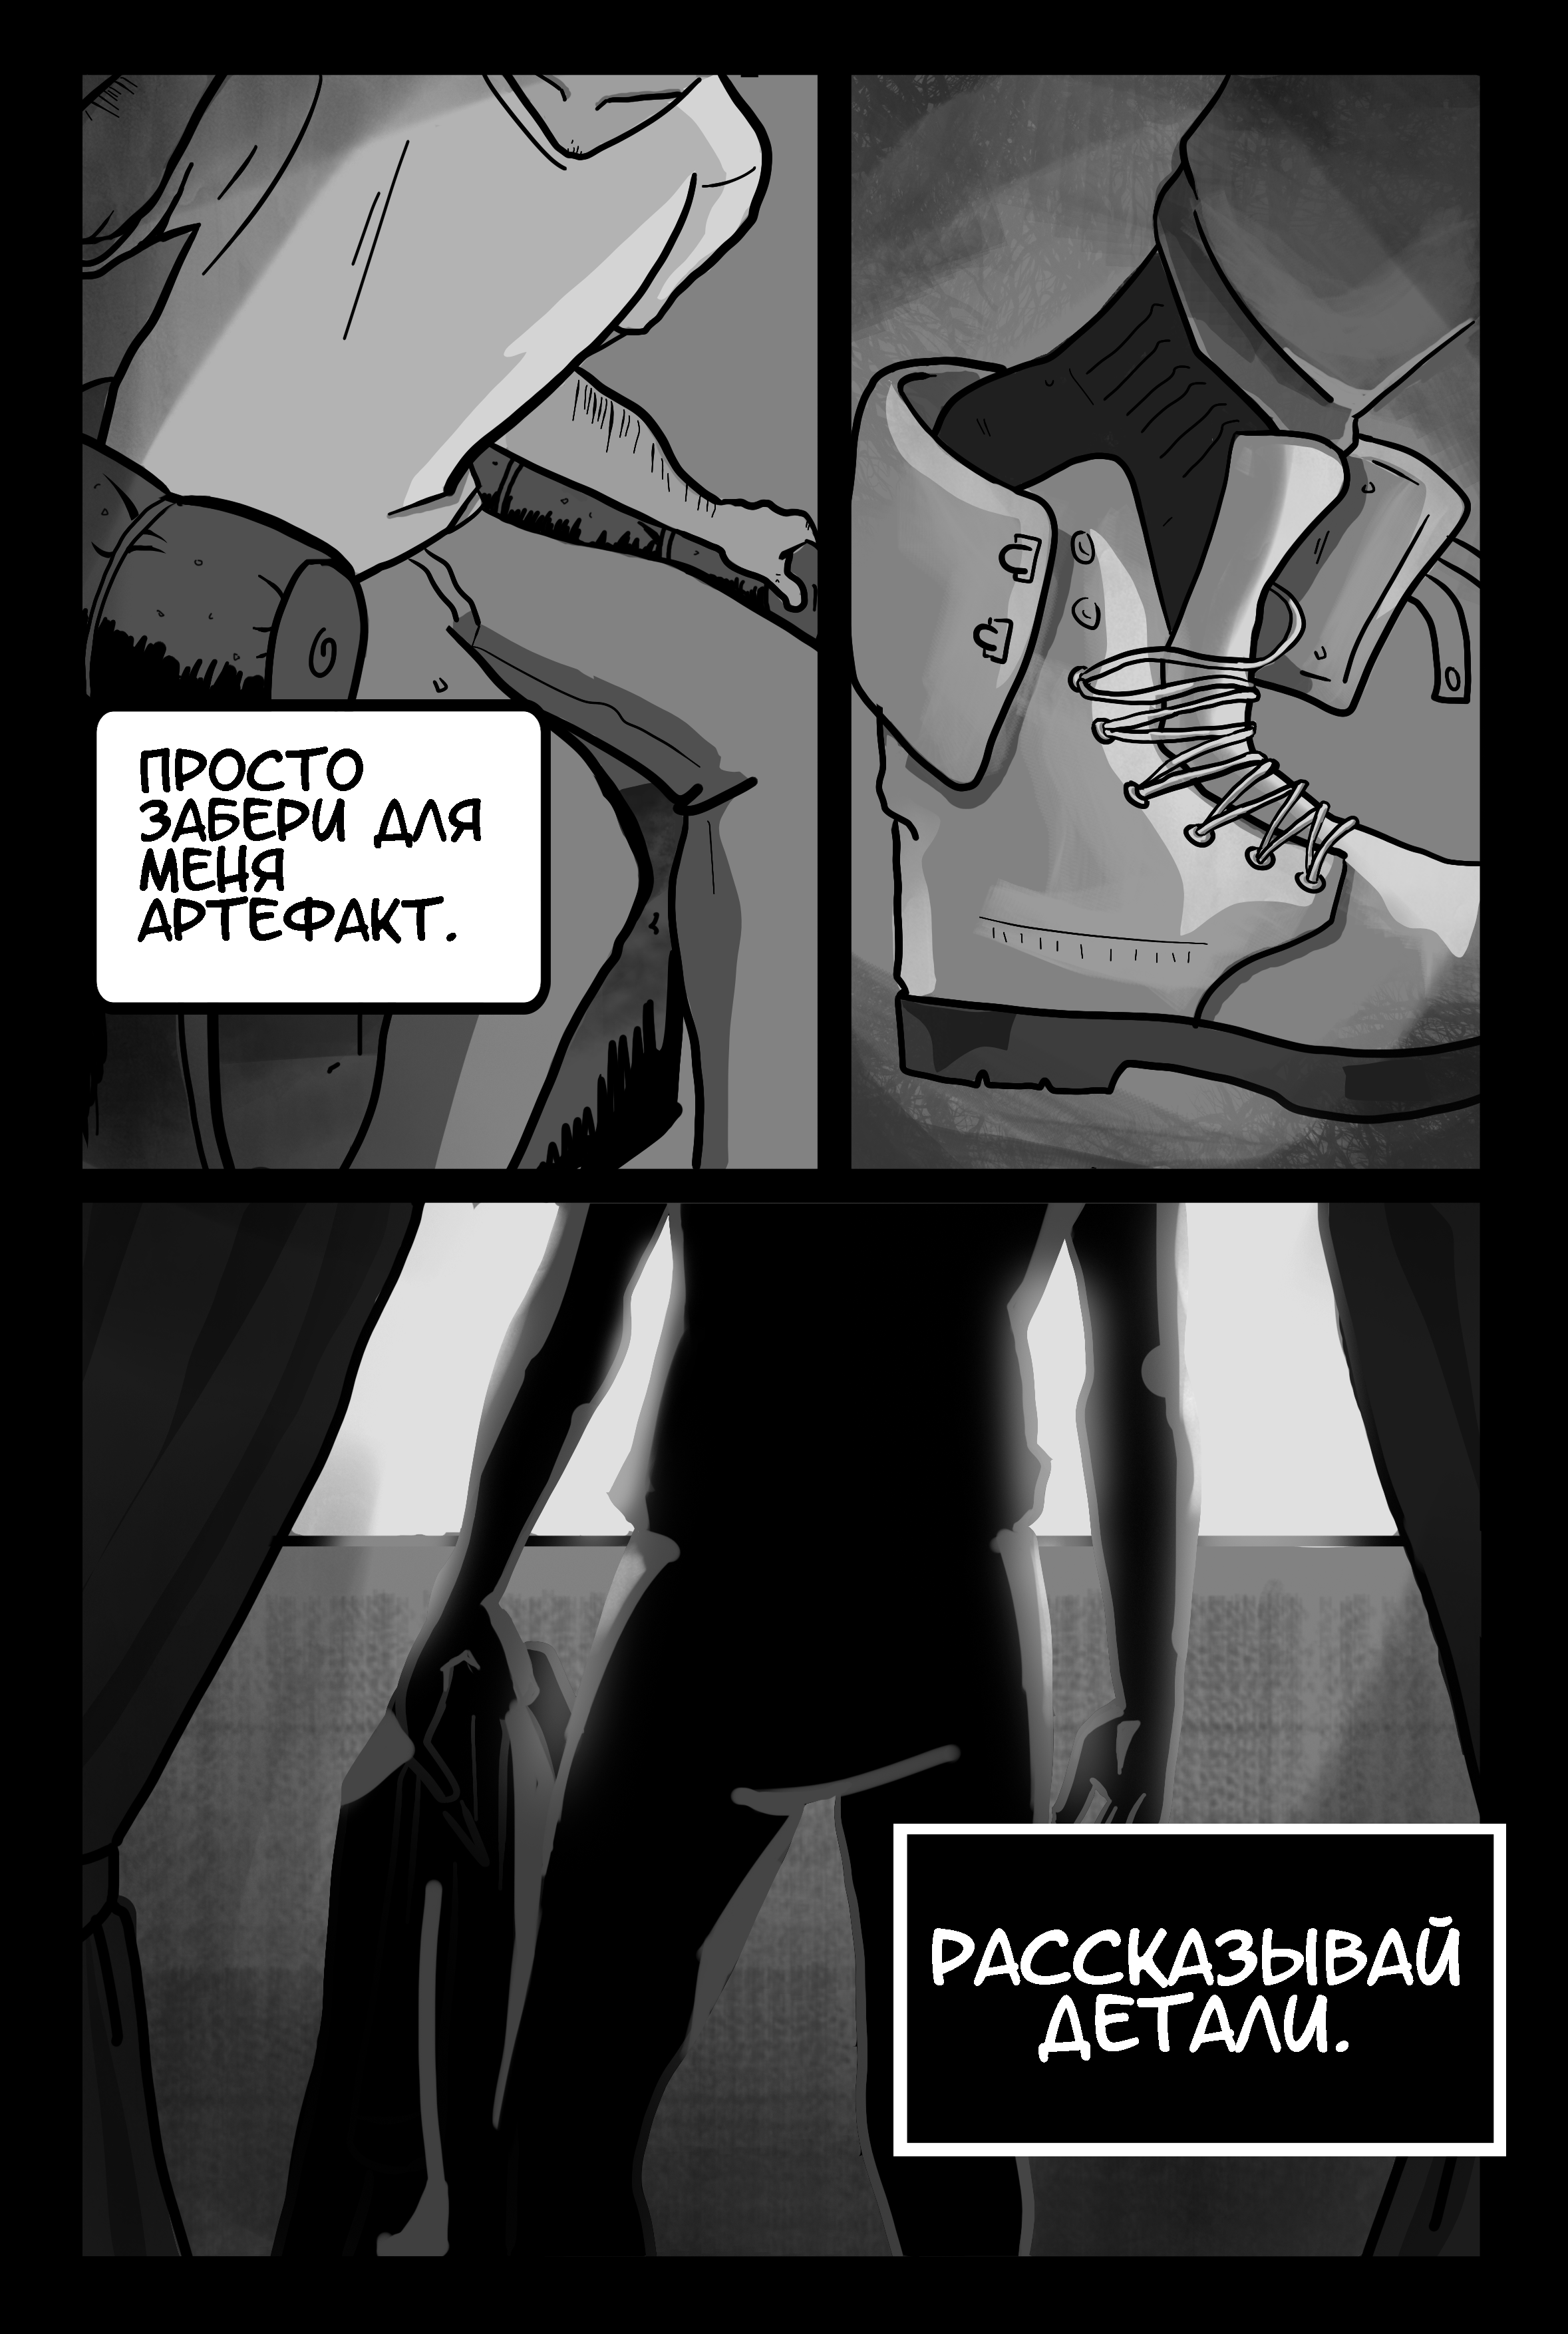 ПРОСТО
ЗАБЕРИ ДЛЯ
МЕНЯ
АРТЕФАКТ.
РАССКАЗЫВАЙ
ДЕТАЛИ.